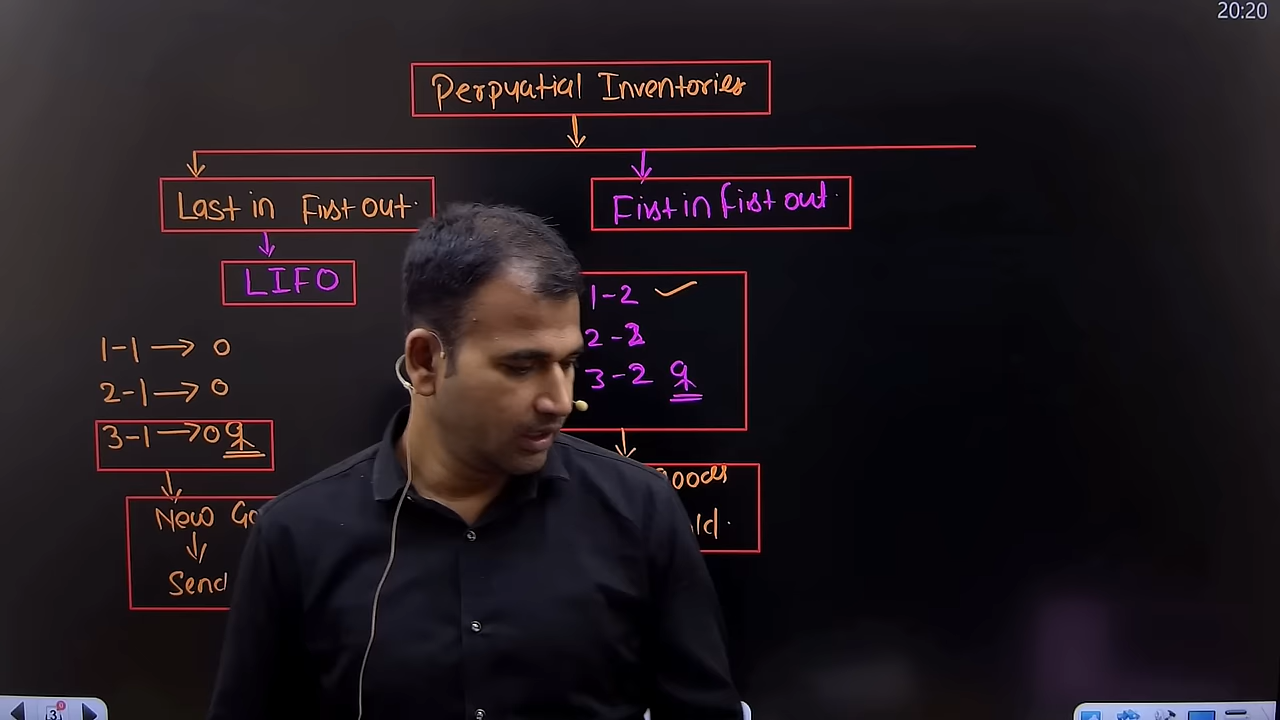 20:20
Perpuatial Inventories
Last in First out.
First in First out.
LIFO
1-2
2-2
3-2 q
1-1 → 0
2-1 → 0
3-1 → 0 q
New
Send